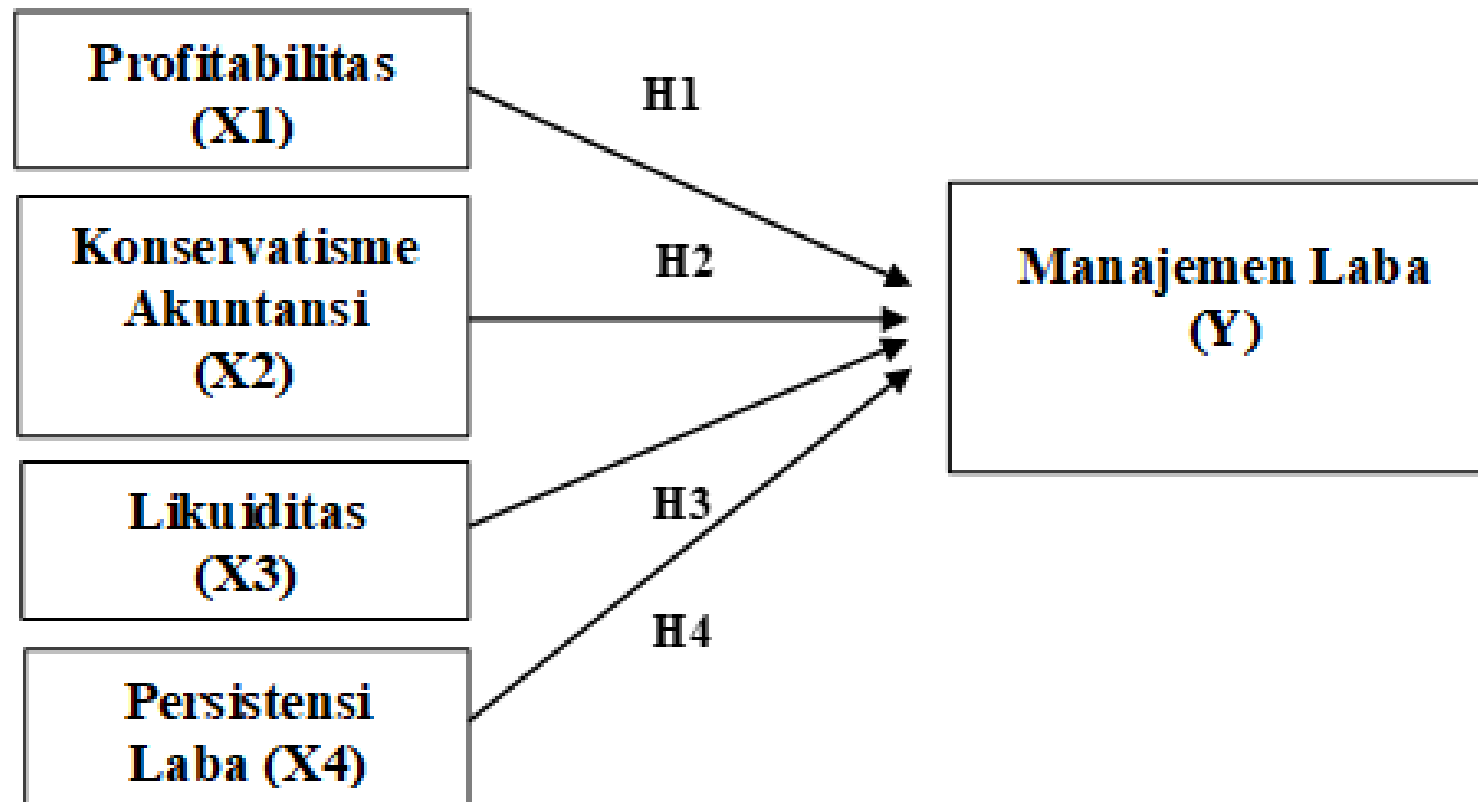 Profitabilitas
(X1)
H1
Konservatisme
Akuntansi
(X2)
H2
Manajemen Laba
(Y)
Likuiditas
(X3)
H3
Persistensi
Laba (X4)
H4